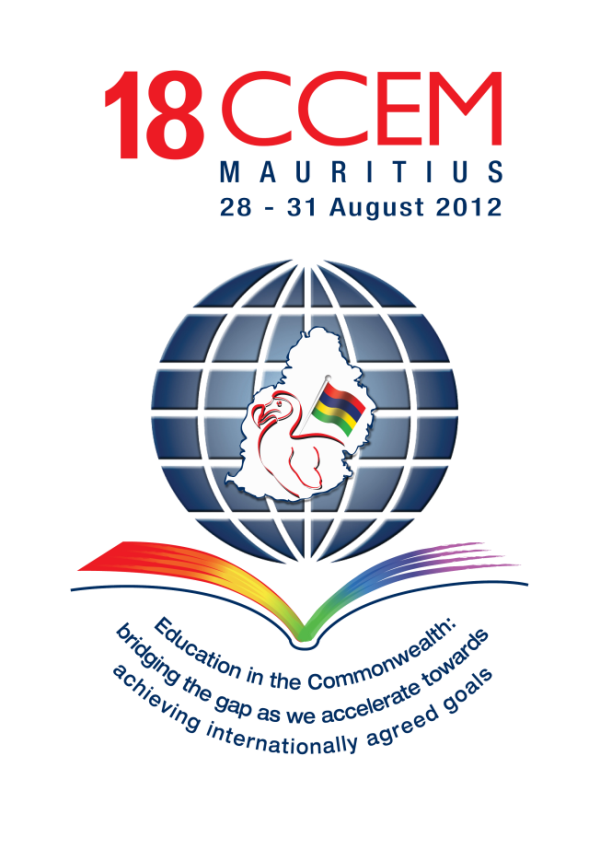 18 CCEM
MAURITIUS
28 - 31 August 2012
Education in the Commonwealth:
bridging the gap as we accelerate towards
achieving internationally agreed goals